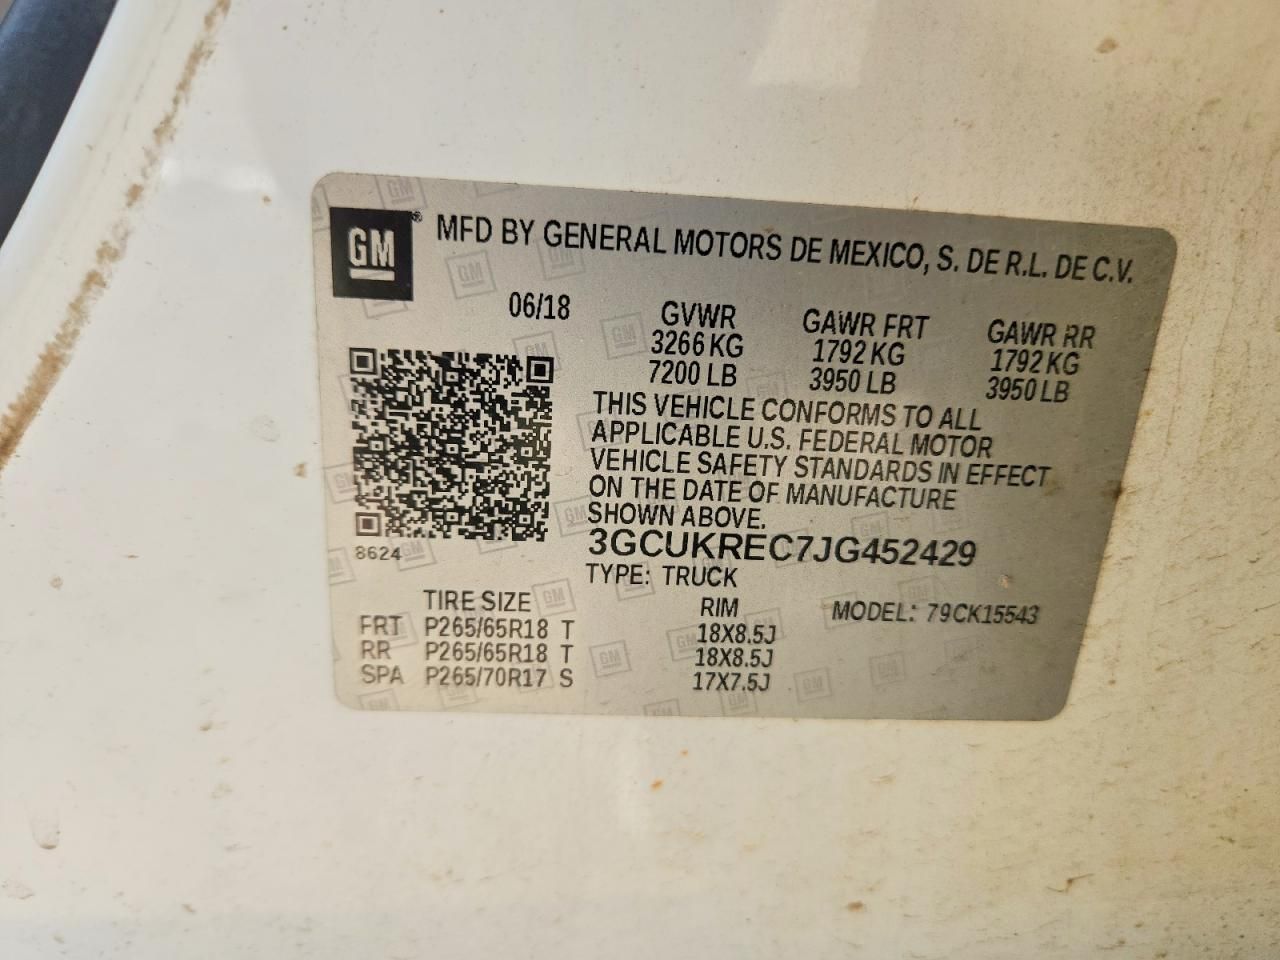 GM® MFD BY GENERAL MOTORS DE MEXICO, S. DE R.L. DE C.V.
06/18 GVWR GAWR FRT GAWR RR
3266 KG 1792 KG 1792 KG
7200 LB 3950 LB 3950 LB
THIS VEHICLE CONFORMS TO ALL
APPLICABLE U.S. FEDERAL MOTOR
VEHICLE SAFETY STANDARDS IN EFFECT
ON THE DATE OF MANUFACTURE
SHOWN ABOVE.
8624 3GCUKREC7JG452429
TYPE: TRUCK
TIRE SIZE RIM MODEL: 79CK15543
FRT P265/65R18 T 18X8.5J
RR P265/65R18 T 18X8.5J
SPA P265/70R17 S 17X7.5J